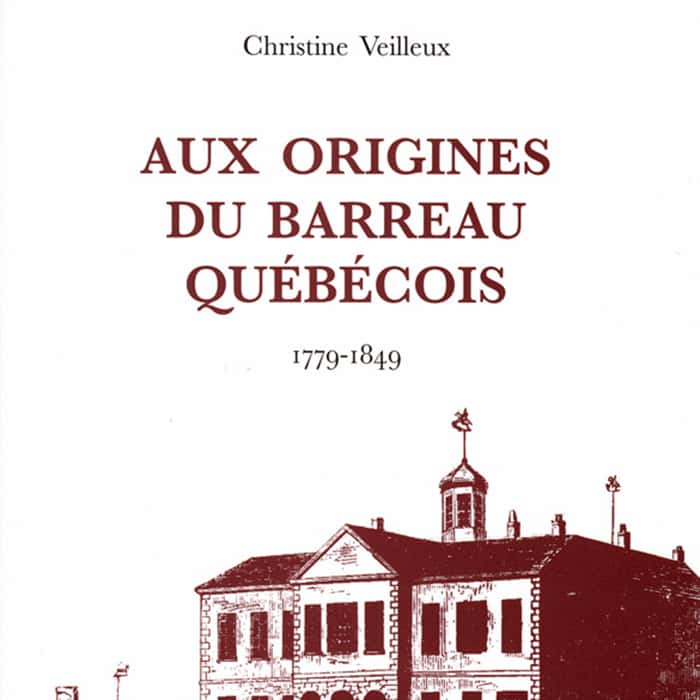 Christine Veilleux
AUX ORIGINES
DU BARREAU
QUÉBÉCOIS
1779-1849